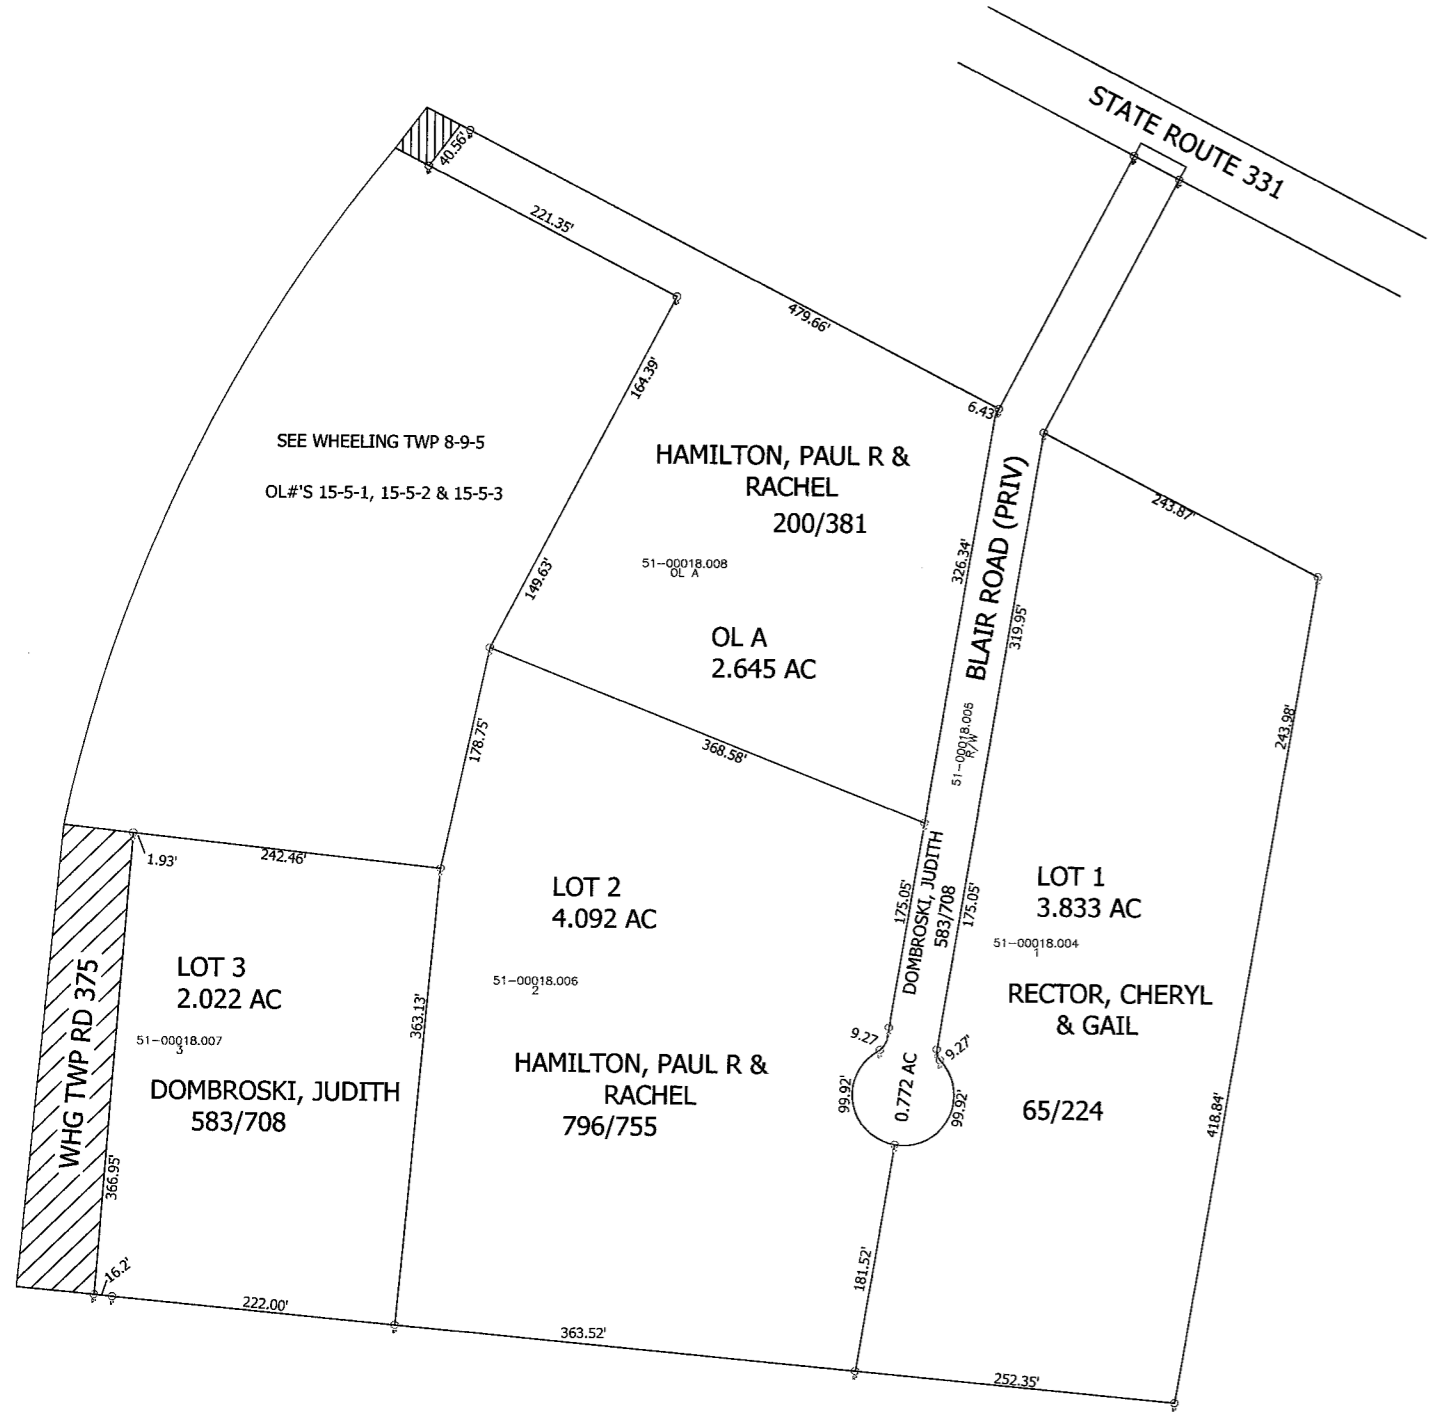 STATE ROUTE 331
40.56'
221.35'
479.66'
164.39'
6.43'
SEE WHEELING TWP 8-9-5
OL#'S 15-5-1, 15-5-2 & 15-5-3
HAMILTON, PAUL R &
RACHEL
200/381
149.63'
51-00018.008
OL A
OL A
2.645 AC
326.34'
BLAIR ROAD (PRIV)
319.95'
243.87'
243.98'
178.75'
368.58'
51-00018.005
R/W
1.93'
242.46'
LOT 2
4.092 AC
175.05'
DOMBROSKI, JUDITH
583/708
175.05'
LOT 1
3.833 AC
51-00018.004
1
RECTOR, CHERYL
& GAIL
65/224
418.84'
LOT 3
2.022 AC
51-00018.007
3
DOMBROSKI, JUDITH
583/708
WHG TWP RD 375
366.95'
363.13'
51-00018.006
2
HAMILTON, PAUL R &
RACHEL
796/755
9.27'
9.27'
99.92'
0.772 AC
99.92'
181.52'
16.2'
222.00'
363.52'
252.35'